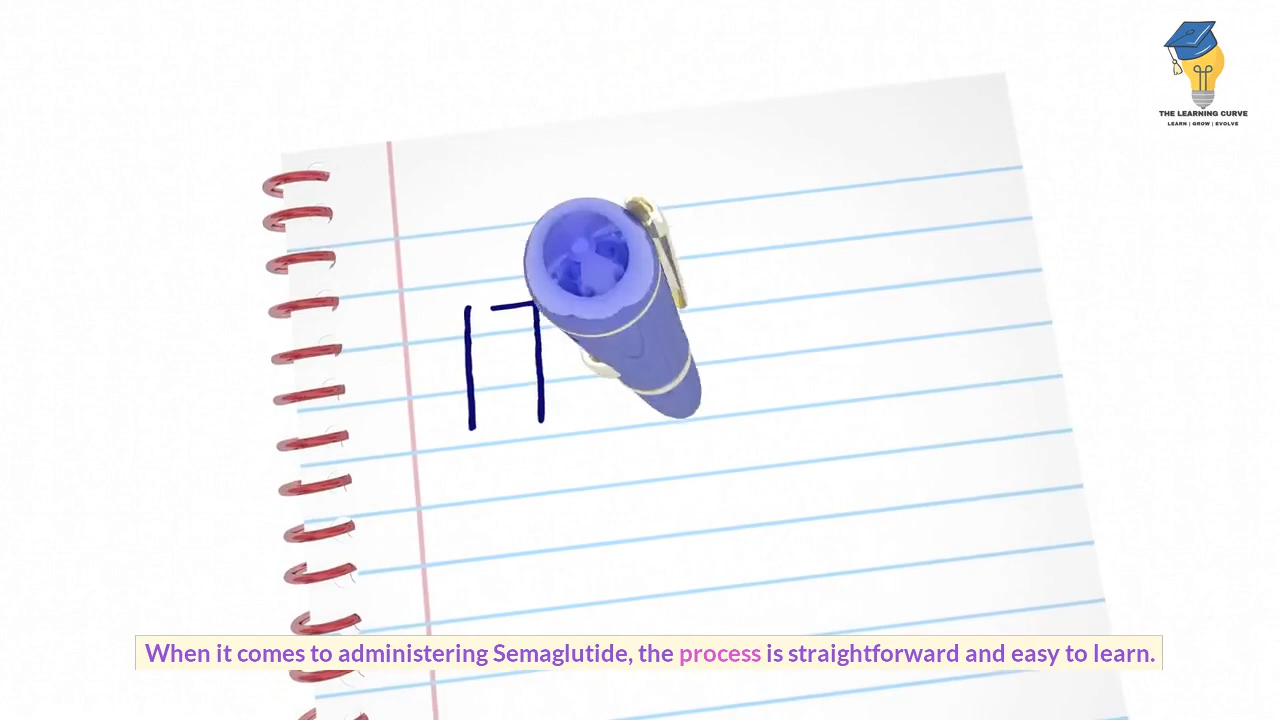 THE LEARNING CURVE
LEARN | GROW | EVOLVE
When it comes to administering Semaglutide, the process is straightforward and easy to learn.